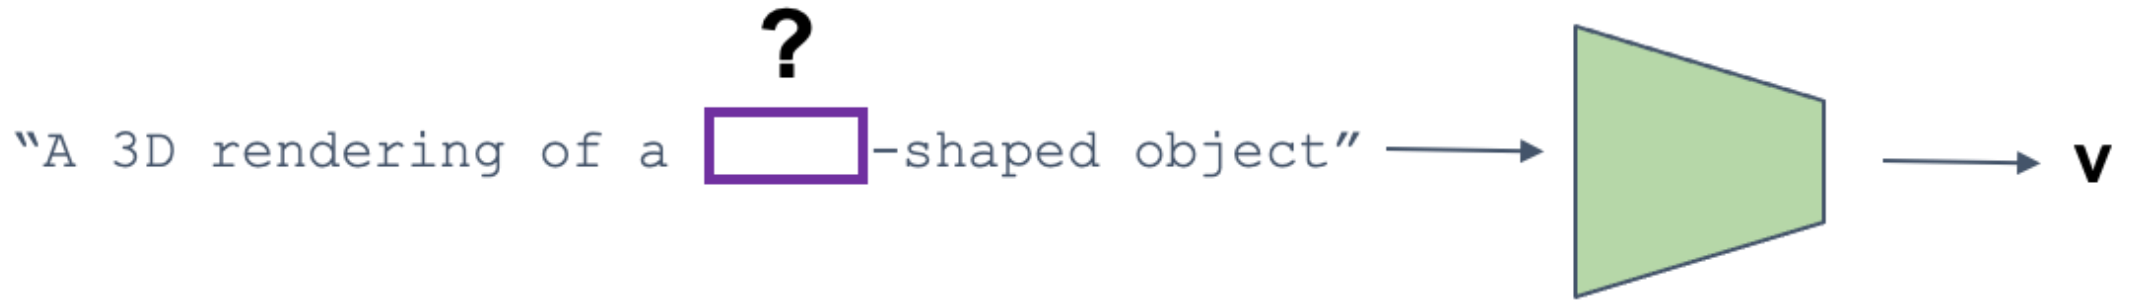 ?
“A 3D rendering of a -shaped object”
v